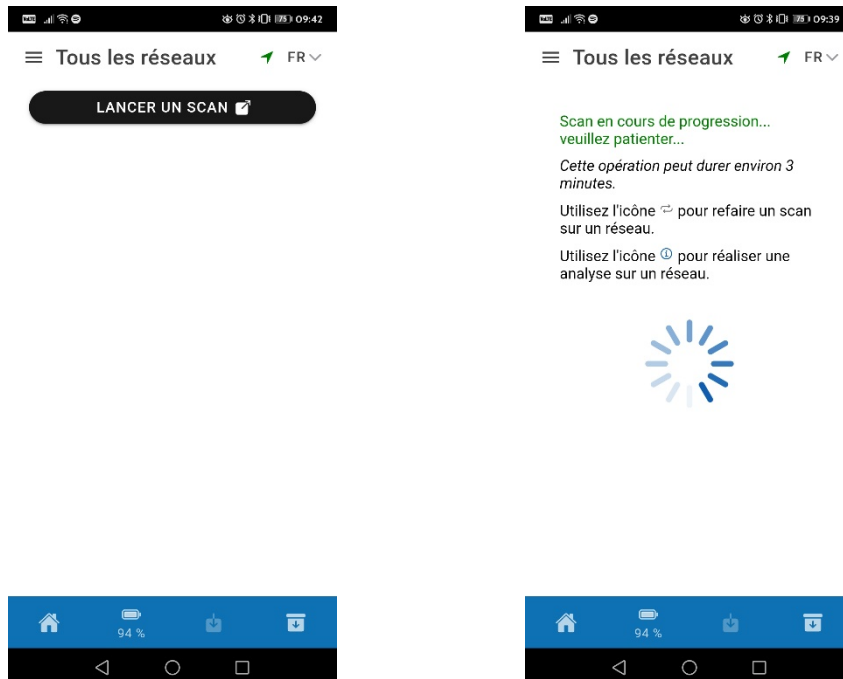 75 09:42
Tous les réseaux FR
LANCER UN SCAN
94 %
75 09:39
Tous les réseaux FR
Scan en cours de progression...
veuillez patienter...
Cette opération peut durer environ 3
minutes.
Utilisez l'icône pour refaire un scan
sur un réseau.
Utilisez l'icône pour réaliser une
analyse sur un réseau.
94 %